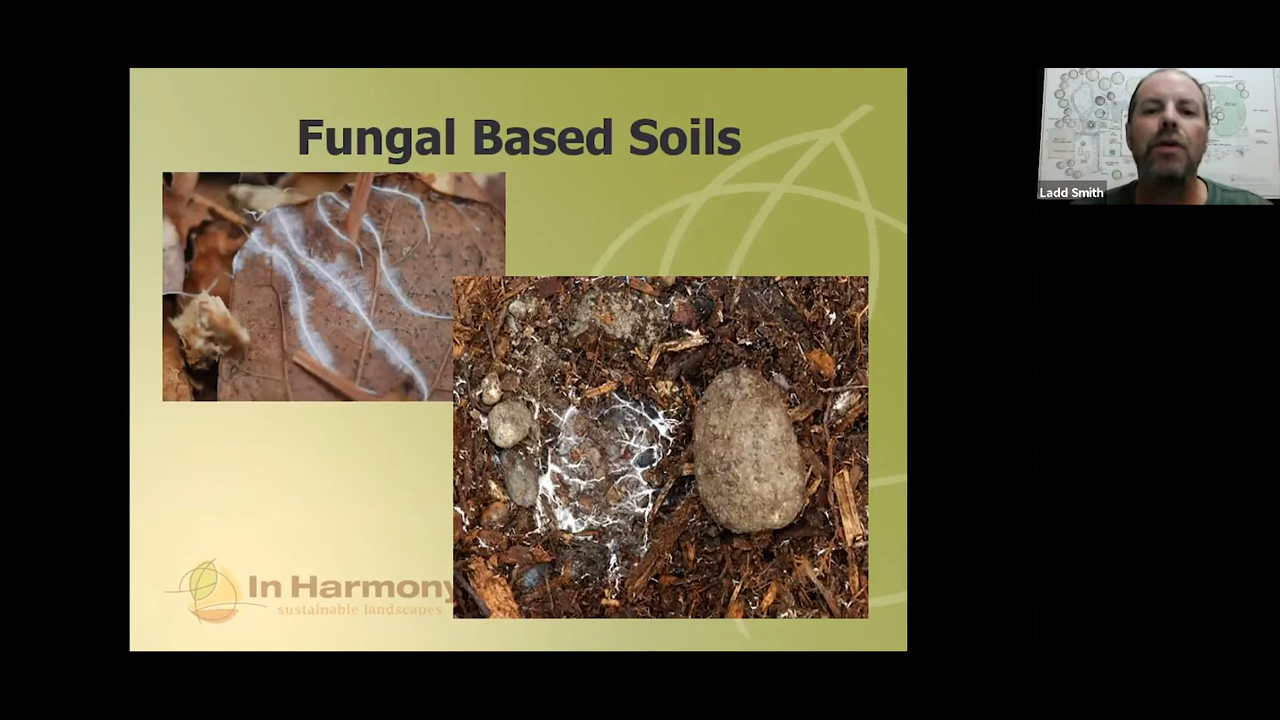 Fungal Based Soils
Ladd Smith
In Harmony
sustainable landscapes